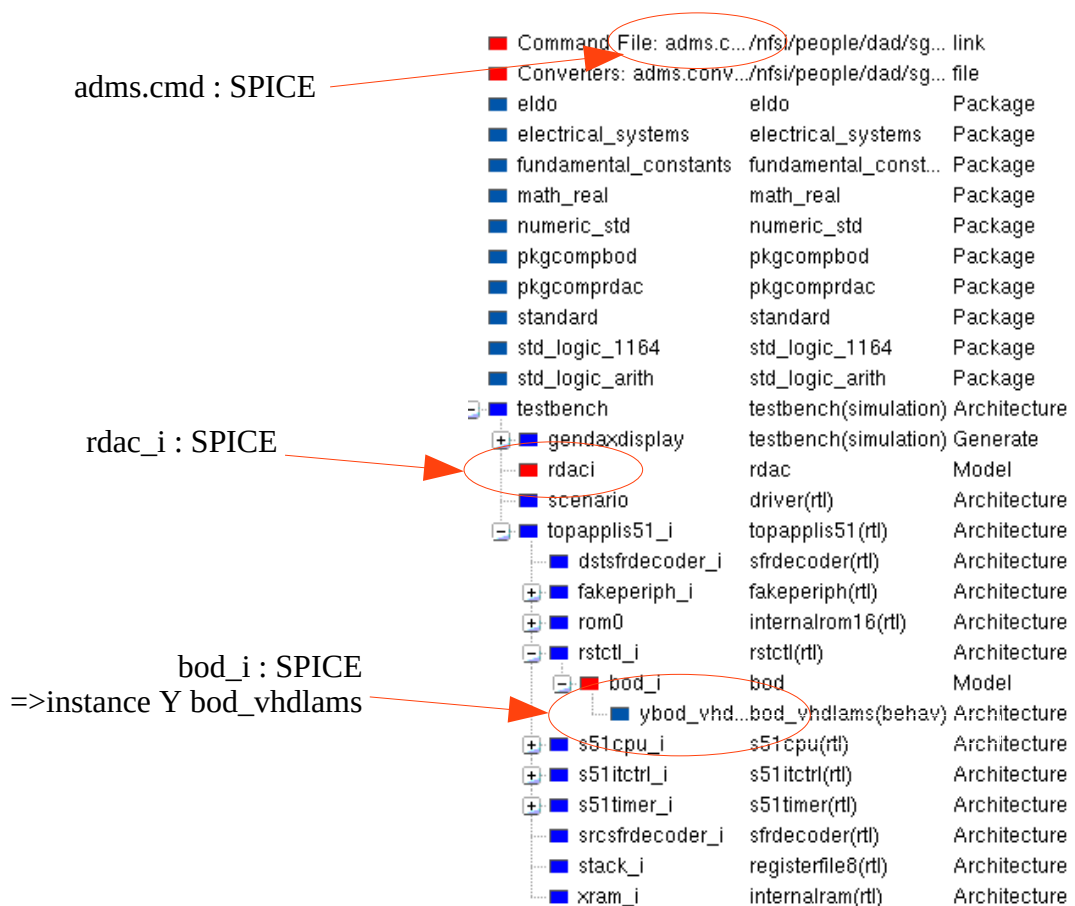 Command File: adms.c... /nfsi/people/dad/sg... link
adms.cmd : SPICE
Converters: adms.conv... /nfsi/people/dad/sg... file
eldo eldo Package
electrical_systems electrical_systems Package
fundamental_constants fundamental_const... Package
math_real math_real Package
numeric_std numeric_std Package
pkgcompbod pkgcompbod Package
pkgcomprdac pkgcomprdac Package
standard standard Package
std_logic_1164 std_logic_1164 Package
std_logic_arith std_logic_arith Package
testbench testbench(simulation) Architecture
rdac_i : SPICE
gendaxdisplay testbench(simulation) Generate
rdaci rdac Model
scenario driver(rtl) Architecture
topapplis51_i topapplis51(rtl) Architecture
dstsfrdecoder_i sfrdecoder(rtl) Architecture
fakeperiph_i fakeperiph(rtl) Architecture
rom0 internalrom16(rtl) Architecture
rstctl_i rstctl(rtl) Architecture
bod_i : SPICE
=>instance Y bod_vhdlams
bod_i bod Model
ybod_vhd... bod_vhdlams(behav) Architecture
s51cpu_i s51cpu(rtl) Architecture
s51itctrl_i s51itctrl(rtl) Architecture
s51timer_i s51timer(rtl) Architecture
srcsfrdecoder_i sfrdecoder(rtl) Architecture
stack_i registerfile8(rtl) Architecture
xram_i internalram(rtl) Architecture